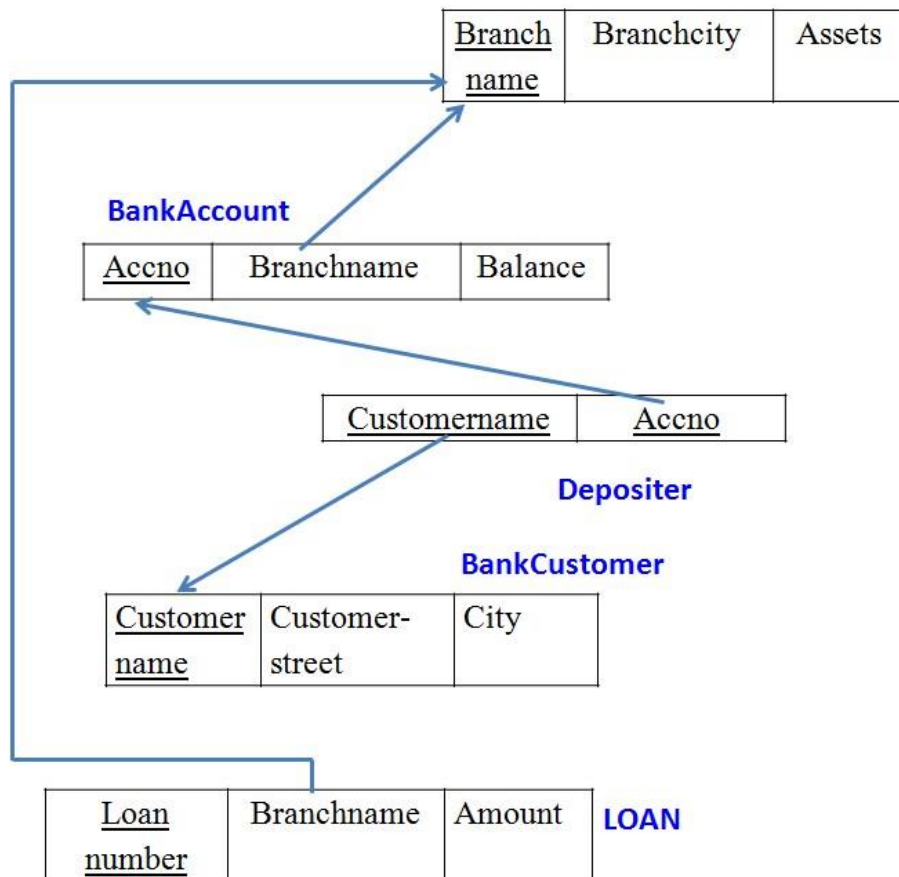 Branch name Branchcity Assets
BankAccount
Accno Branchname Balance
Customername Accno
Depositer
BankCustomer
Customer name Customer-street City
Loan number Branchname Amount LOAN